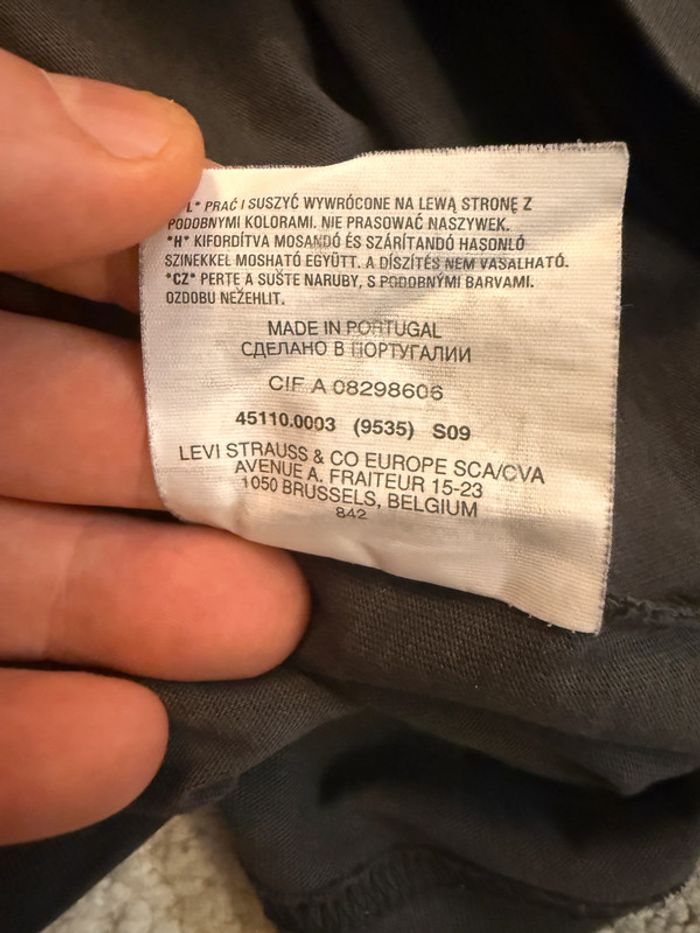 L* PRAĆ I SUSZYĆ WYWRÓCONE NA LEWĄ STRONĘ Z
PODOBNYMI KOLORAMI. NIE PRASOWAĆ NASZYWEK.
*H* KIFORDÍTVA MOSANDÓ ÉS SZÁRÍTANDÓ HASONLÓ
SZINEKKEL MOSHATÓ EGYÜTT. A DÍSZÍTÉS NEM VASALHATÓ.
*CZ* PERTE A SUŠTE NARUBY, S PODOBNÝMI BARVAMI.
OZDOBU NEŽEHLIT.
MADE IN PORTUGAL
СДЕЛАНО В ПОРТУГАЛИИ
CIF A 08298606
45110.0003 (9535) S09
LEVI STRAUSS & CO EUROPE SCA/CVA
AVENUE A. FRAITEUR 15-23
1050 BRUSSELS, BELGIUM
842